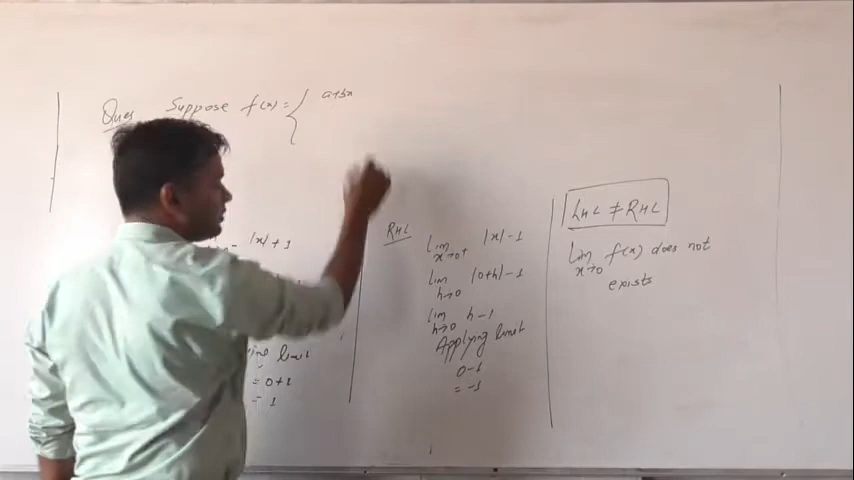 Ques Suppose f(x) = { a+bx
|x|+1
limit
= 0+1
= 1
RHL
lim x→0+ |x|-1
lim h→0 |0+h|-1
lim h→0 h-1
Applying limit
0-1
= -1
LHL ≠ RHL
lim x→0 f(x) does not
exists